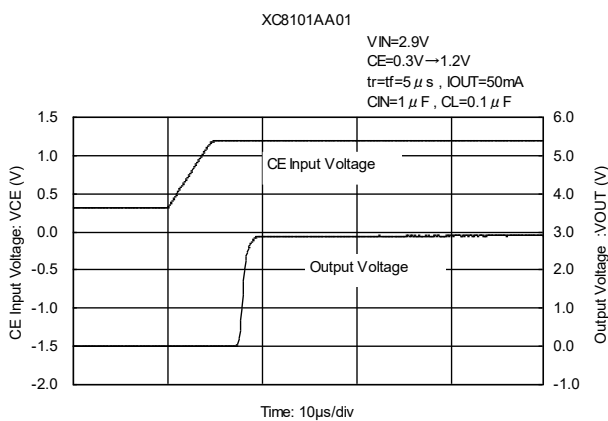 XC8101AA01
VIN=2.9V
CE=0.3V→1.2V
tr=tf=5μs , IOUT=50mA
CIN=1μF , CL=0.1μF
1.5
1.0
0.5
0.0
-0.5
-1.0
-1.5
-2.0
CE Input Voltage: VCE (V)
CE Input Voltage
Output Voltage
6.0
5.0
4.0
3.0
2.0
1.0
0.0
-1.0
Output Voltage :VOUT (V)
Time: 10μs/div